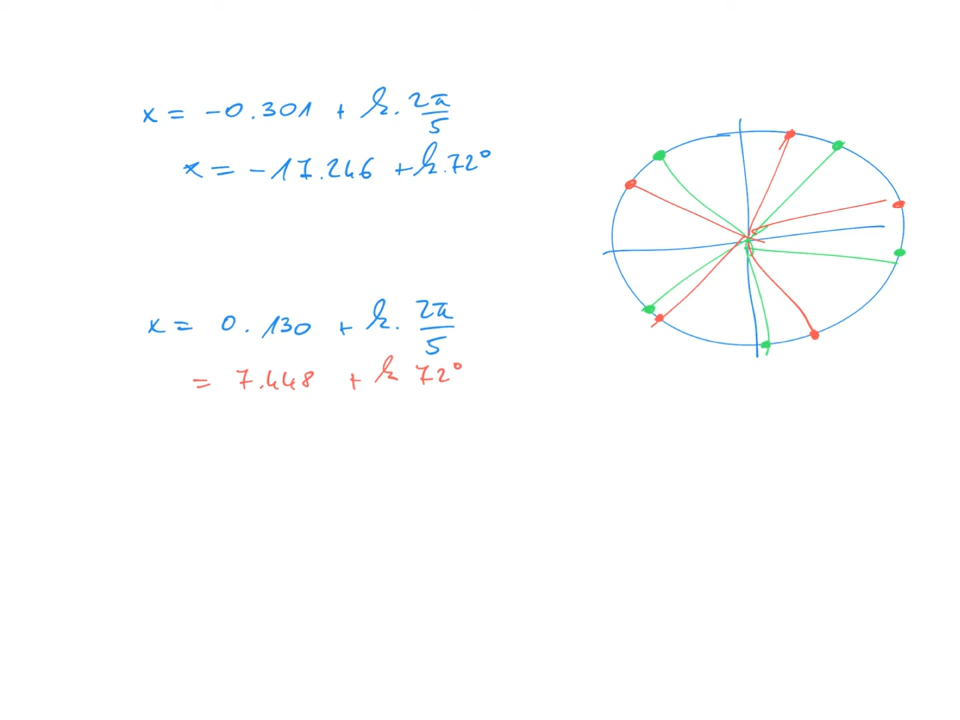 x = -0.301 + k. 2π/5
x = -17.246 + k.72°
x = 0.130 + k. 2π/5
= 7.448 + k 72°